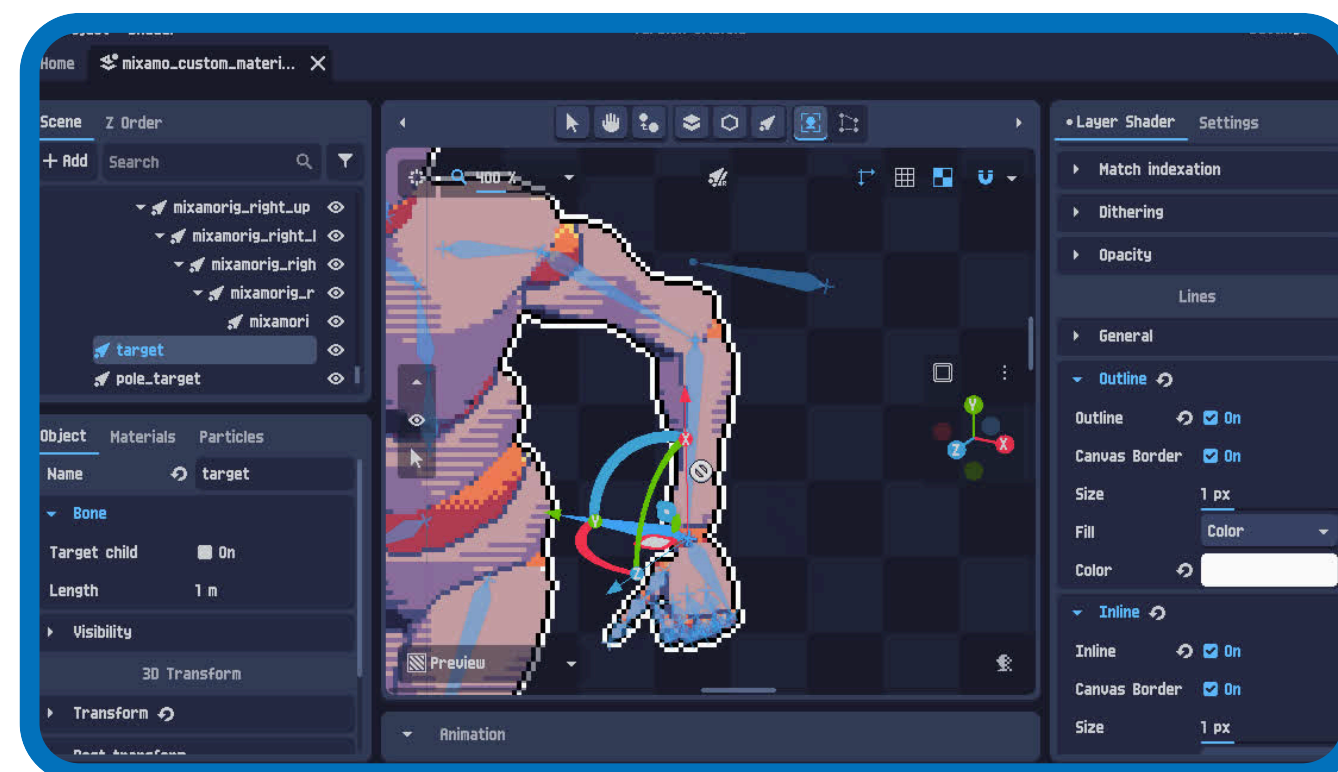 Home mixamo_custom_materi...
Scene Z Order
+ Add Search
mixamorig_right_up
mixamorig_right_l
mixamorig_righ
mixamorig_r
mixamori
target
pole_target
Object Materials Particles
Name target
Bone
Target child On
Length 1 m
Visibility
3D Transform
Transform
400 %
AR
X
Y
Z
Y
X
Z
Preview
Animation
•Layer Shader Settings
Match indexation
Dithering
Opacity
Lines
General
Outline
Outline On
Canvas Border On
Size 1 px
Fill Color
Color
Inline
Inline On
Canvas Border On
Size 1 px